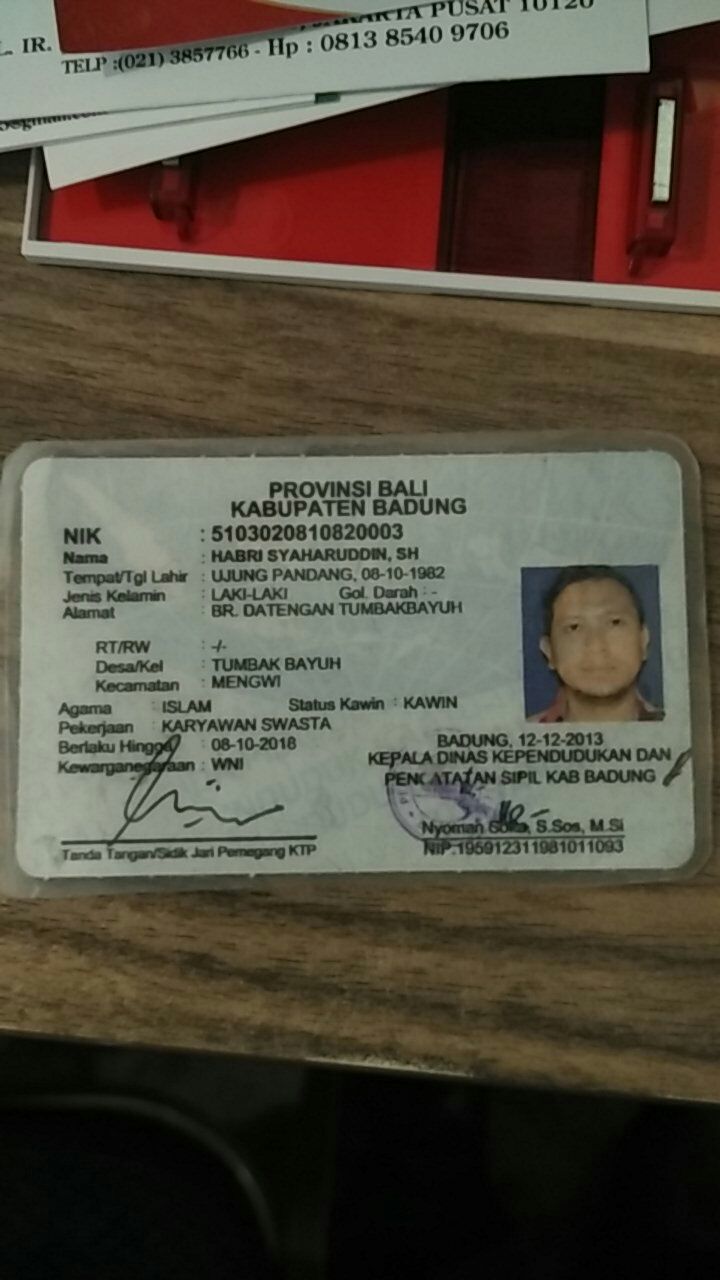 L. IR.
JAKARTA PUSAT 10120
TELP :(021) 3857766 - Hp : 0813 8540 9706
PROVINSI BALI
KABUPATEN BADUNG
NIK : 5103020810820003
Nama : HABRI SYAHARUDDIN, SH
Tempat/Tgl Lahir : UJUNG PANDANG, 08-10-1982
Jenis Kelamin : LAKI-LAKI Gol. Darah : -
Alamat : BR. DATENGAN TUMBAKBAYUH
RT/RW : -/-
Desa/Kel : TUMBAK BAYUH
Kecamatan : MENGWI
Agama : ISLAM Status Kawin : KAWIN
Pekerjaan : KARYAWAN SWASTA
Berlaku Hingga : 08-10-2018
Kewarganegaraan : WNI
BADUNG, 12-12-2013
KEPALA DINAS KEPENDUDUKAN DAN
PENCATATAN SIPIL KAB BADUNG
Nyoman S.Sos, M.Si
NIP.195912311981011093
Tanda Tangan/Sidik Jari Pemegang KTP